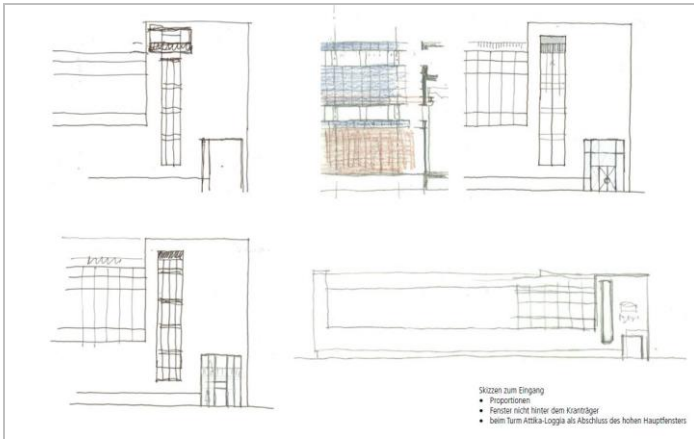 Skizzen zum Eingang
• Proportionen
• Fenster nicht hinter dem Kranträger
• beim Turm Attika-Loggia als Abschluss des hohen Hauptfensters